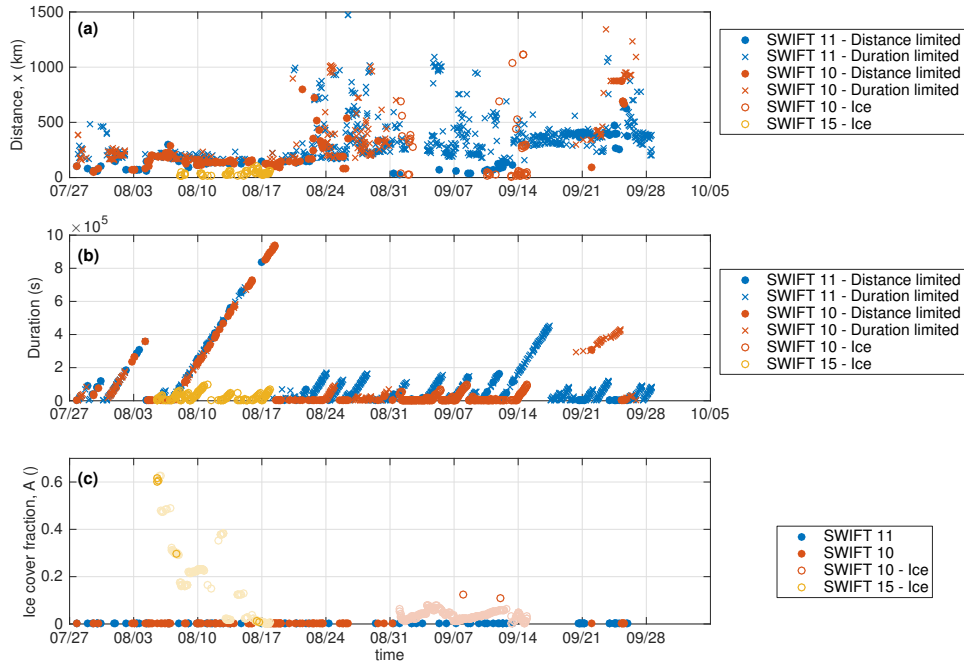 (a)
Distance, x (km)
1500
1000
500
0
07/27 08/03 08/10 08/17 08/24 08/31 09/07 09/14 09/21 09/28 10/05
SWIFT 11 - Distance limited
SWIFT 11 - Duration limited
SWIFT 10 - Distance limited
SWIFT 10 - Duration limited
SWIFT 10 - Ice
SWIFT 15 - Ice
× 10^5
(b)
Duration (s)
10
8
6
4
2
0
07/27 08/03 08/10 08/17 08/24 08/31 09/07 09/14 09/21 09/28 10/05
SWIFT 11 - Distance limited
SWIFT 11 - Duration limited
SWIFT 10 - Distance limited
SWIFT 10 - Duration limited
SWIFT 10 - Ice
SWIFT 15 - Ice
(c)
Ice cover fraction, A ()
0.6
0.4
0.2
0
07/27 08/03 08/10 08/17 08/24 08/31 09/07 09/14 09/21 09/28 10/05
time
SWIFT 11
SWIFT 10
SWIFT 10 - Ice
SWIFT 15 - Ice